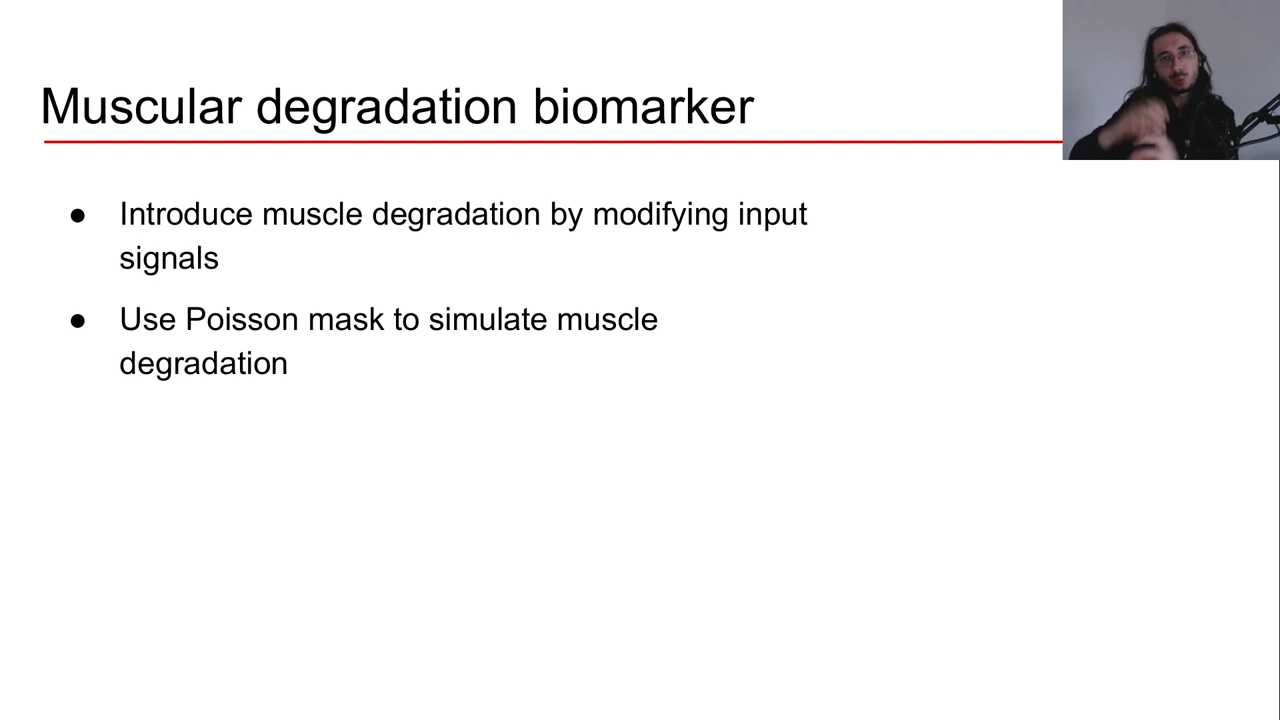 Muscular degradation biomarker
● Introduce muscle degradation by modifying input
signals
● Use Poisson mask to simulate muscle
degradation